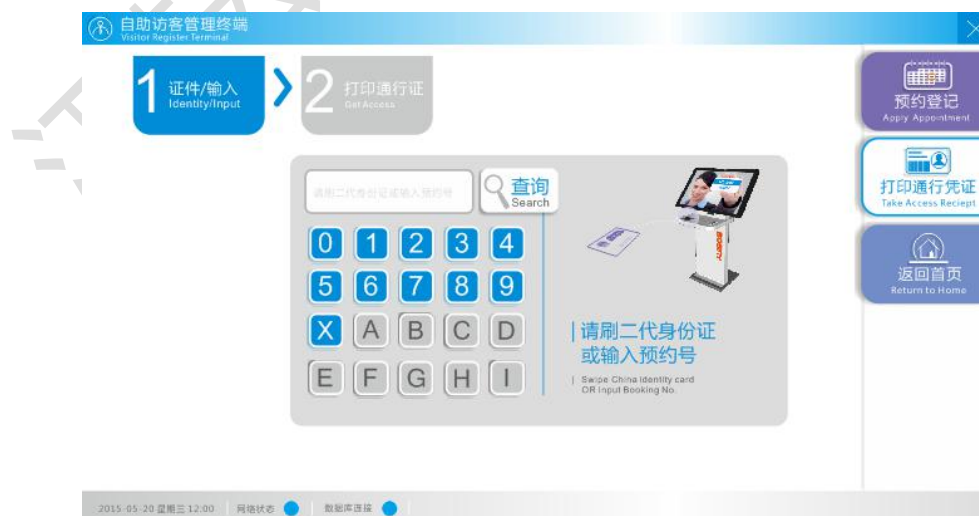 自助访客管理终端
Visitor Register Terminal
1 证件/输入
Identity/Input
2 打印通行证
Get Access
预约登记
Apply Appointment
打印通行凭证
Take Access Reciept
返回首页
Return to Home
请刷二代身份证或输入预约号
查询
Search
0 1 2 3 4
5 6 7 8 9
X A B C D
E F G H I
请刷二代身份证
或输入预约号
Swipe China Identity card
OR Input Booking No.
2015-05-20 星期三 12:00 网络状态 数据库连接